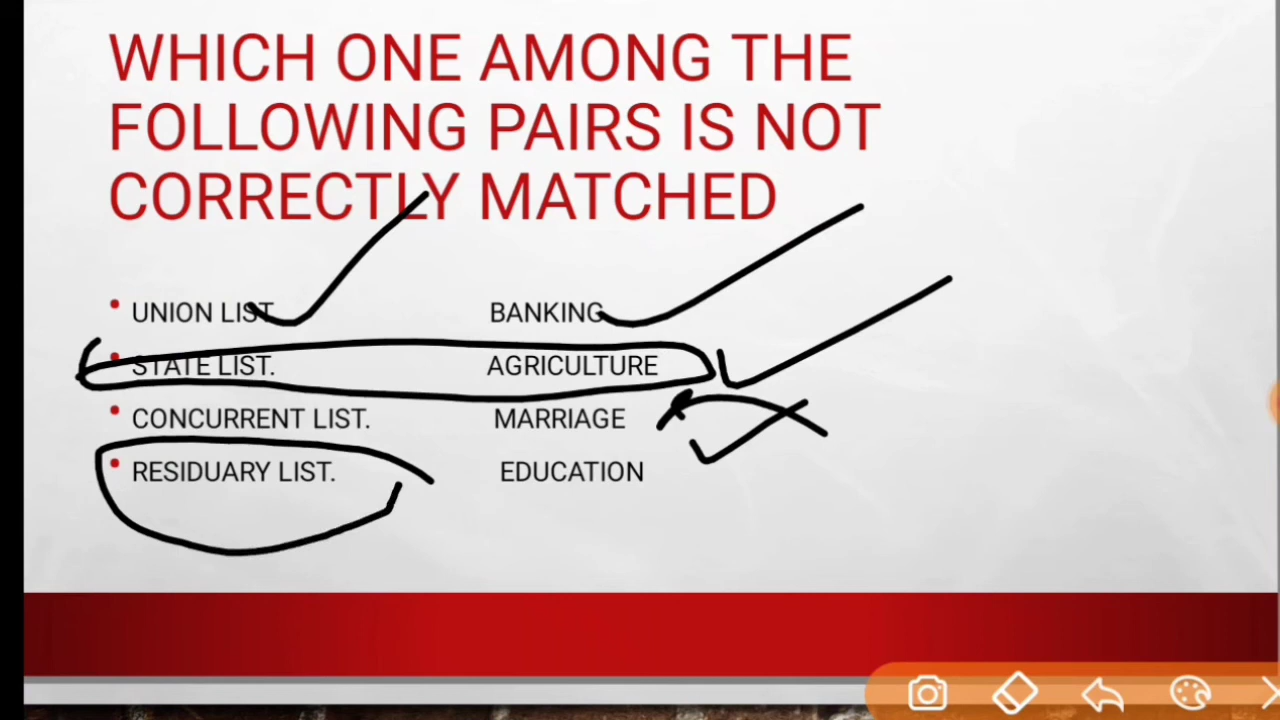 WHICH ONE AMONG THE
FOLLOWING PAIRS IS NOT
CORRECTLY MATCHED
• UNION LIST BANKING
• STATE LIST. AGRICULTURE
• CONCURRENT LIST. MARRIAGE
• RESIDUARY LIST. EDUCATION